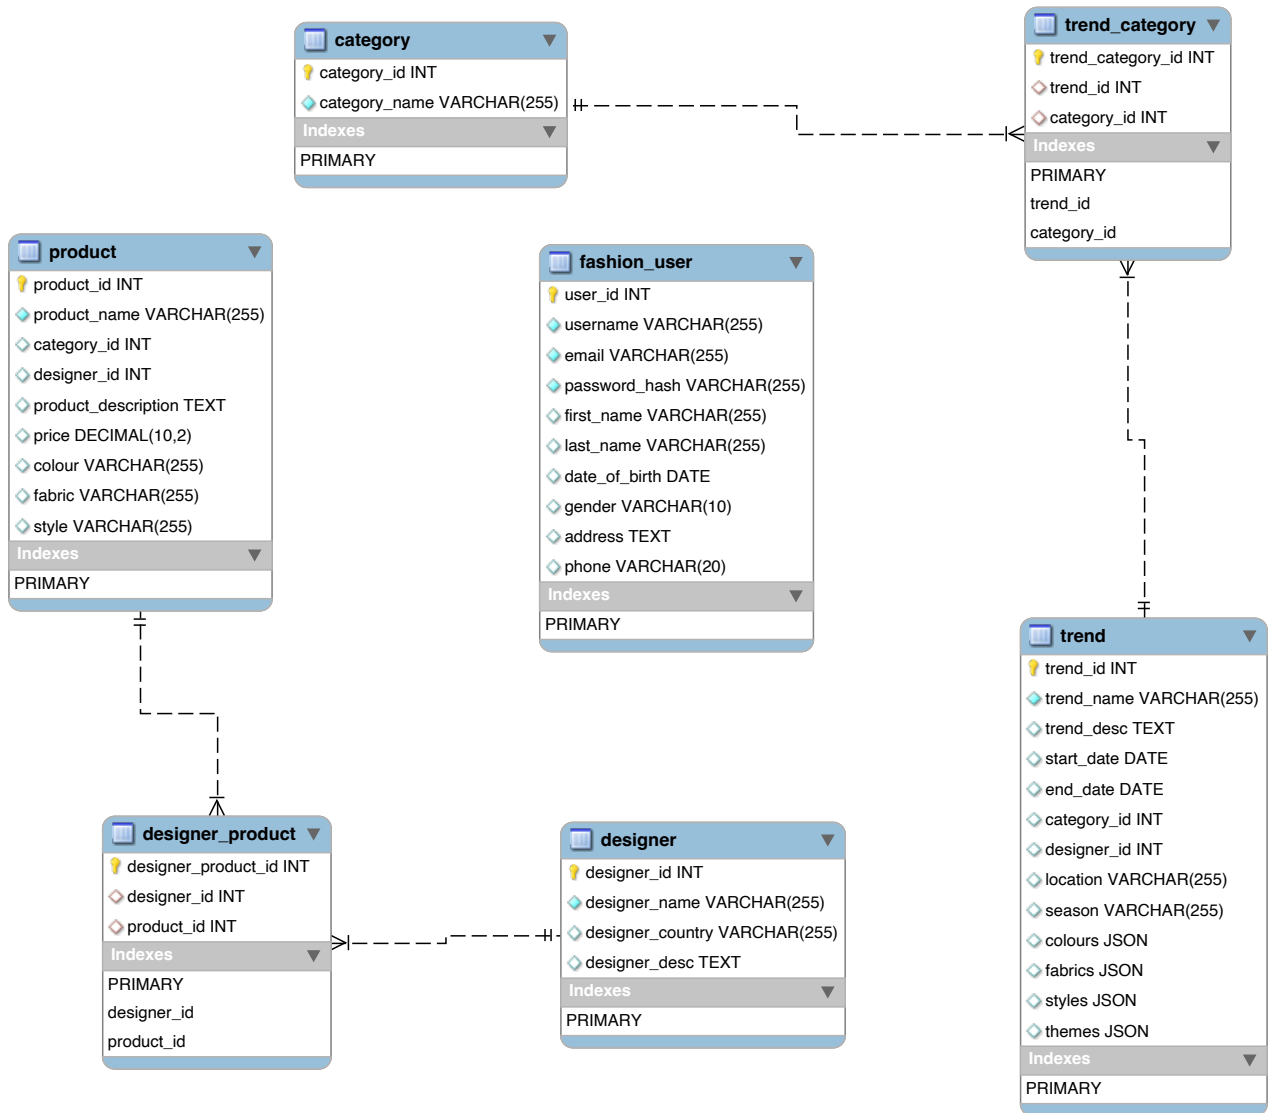 category
category_id INT
category_name VARCHAR(255)
Indexes
PRIMARY
trend_category
trend_category_id INT
trend_id INT
category_id INT
Indexes
PRIMARY
trend_id
category_id
product
product_id INT
product_name VARCHAR(255)
category_id INT
designer_id INT
product_description TEXT
price DECIMAL(10,2)
colour VARCHAR(255)
fabric VARCHAR(255)
style VARCHAR(255)
Indexes
PRIMARY
fashion_user
user_id INT
username VARCHAR(255)
email VARCHAR(255)
password_hash VARCHAR(255)
first_name VARCHAR(255)
last_name VARCHAR(255)
date_of_birth DATE
gender VARCHAR(10)
address TEXT
phone VARCHAR(20)
Indexes
PRIMARY
trend
trend_id INT
trend_name VARCHAR(255)
trend_desc TEXT
start_date DATE
end_date DATE
category_id INT
designer_id INT
location VARCHAR(255)
season VARCHAR(255)
colours JSON
fabrics JSON
styles JSON
themes JSON
Indexes
PRIMARY
designer_product
designer_product_id INT
designer_id INT
product_id INT
Indexes
PRIMARY
designer_id
product_id
designer
designer_id INT
designer_name VARCHAR(255)
designer_country VARCHAR(255)
designer_desc TEXT
Indexes
PRIMARY